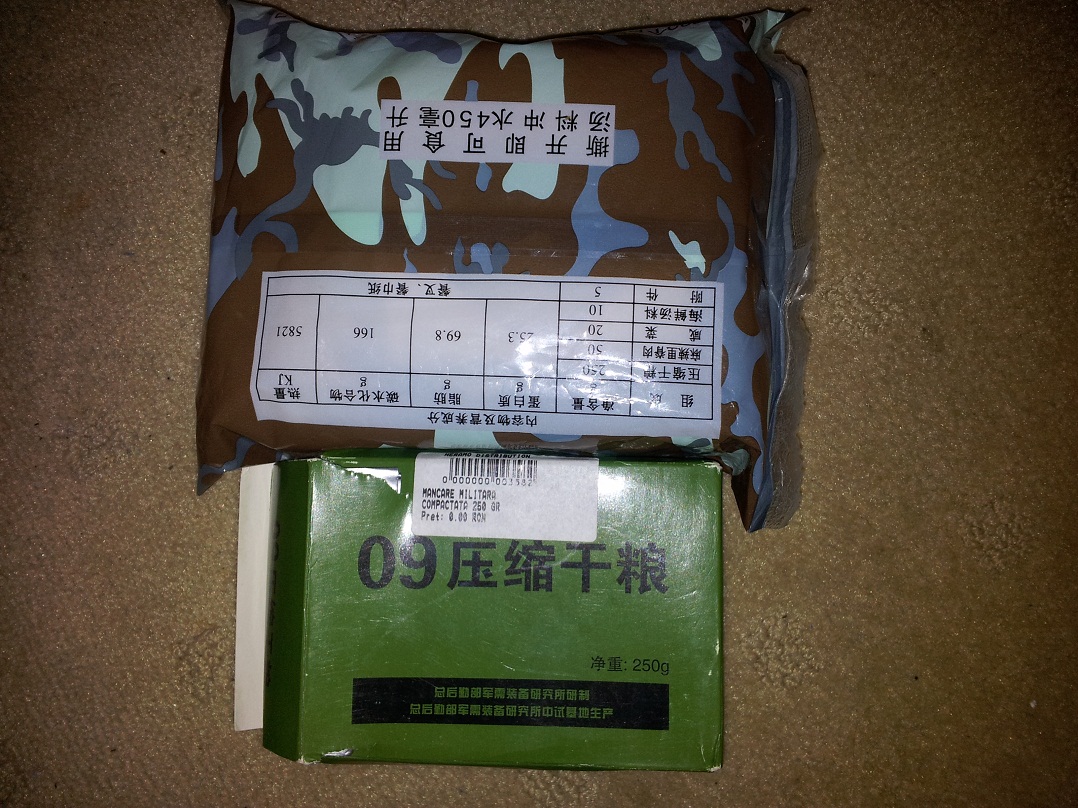 内容物及营养成分
组 成 净含量 g 蛋白质 g 脂肪 g 碳水化合物 g 热量 KJ
压缩干粮 250
麻辣里脊肉 50
咸 菜 20 69.8 166 5821
海鲜汤料 10
附 件 5 餐叉、餐巾纸
撕开即可食用
汤料冲水450毫升
DISTRIBUTION
0 000000 003582
MANCARE MILITARA
COMPACTATA 250 GR
Pret: 0.00 RON
09压缩干粮
净重: 250g
总后勤部军需装备研究所研制
总后勤部军需装备研究所中试基地生产